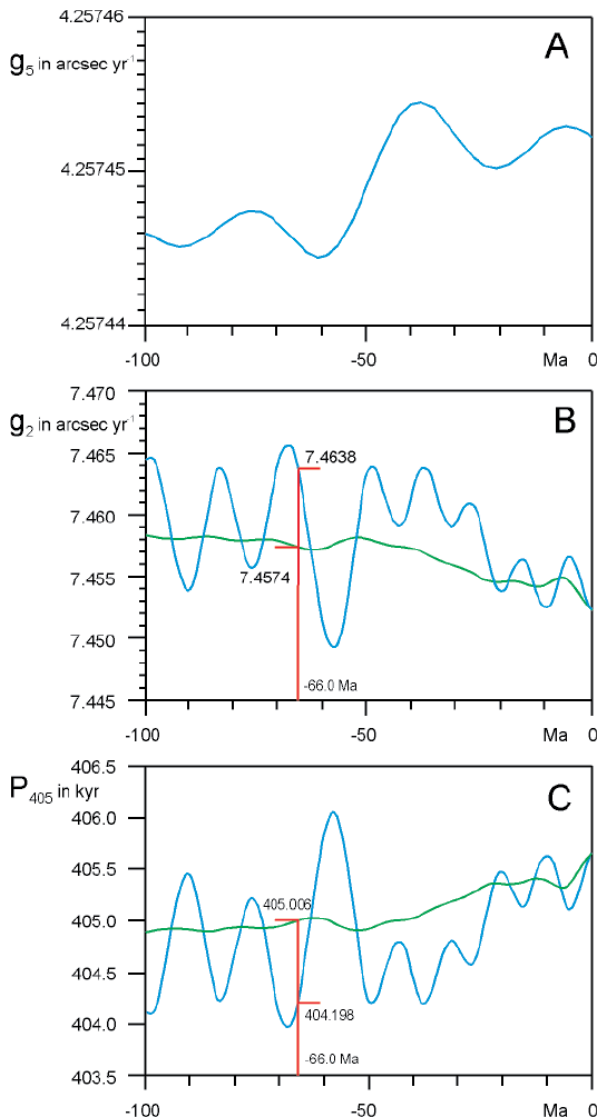 4.25746
g5 in arcsec yr-1
A
4.25745
4.25744
-100 -50 Ma 0
7.470
g2 in arcsec yr-1
B
7.465
7.4638
7.460
7.455
7.4574
7.450
-66.0 Ma
7.445
-100 -50 Ma 0
406.5
P405 in kyr
C
406.0
405.5
405.006
405.0
404.5
404.198
404.0
-66.0 Ma
403.5
-100 -50 Ma 0